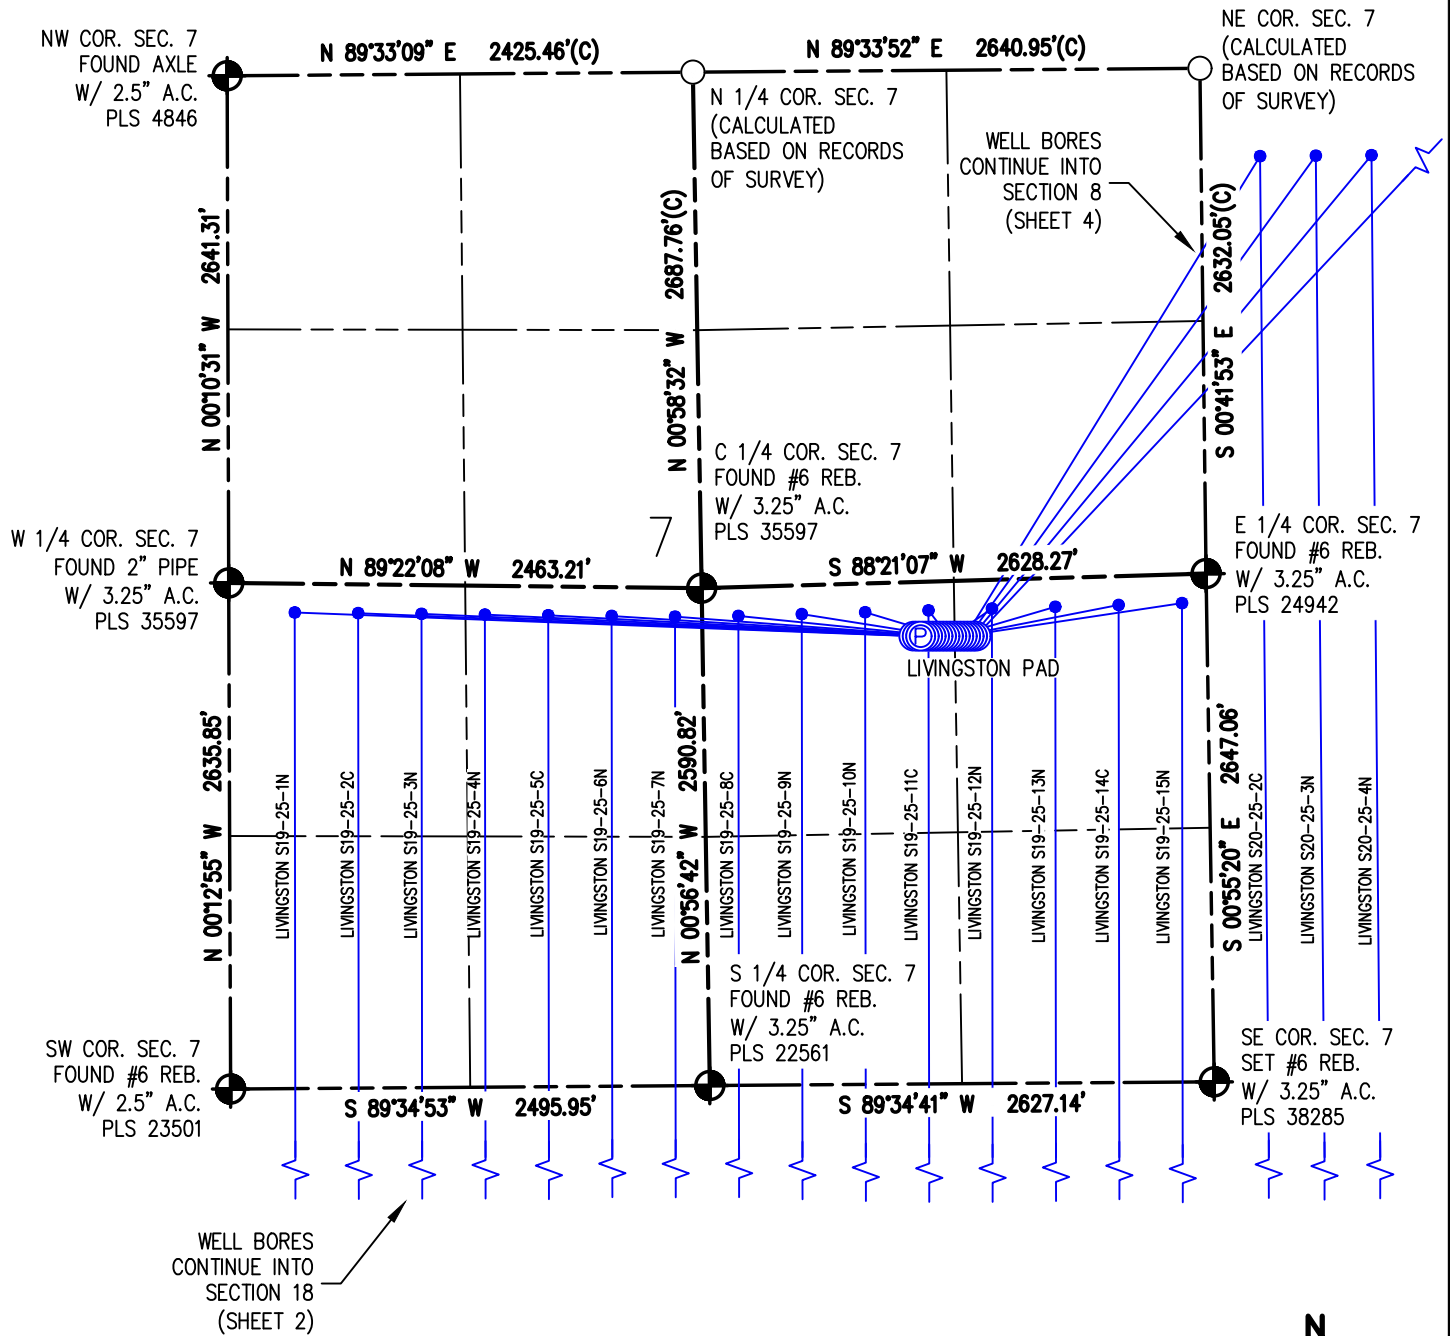 NW COR. SEC. 7
FOUND AXLE
W/ 2.5" A.C.
PLS 4846
N 89°33'09" E 2425.46'(C)
N 89°33'52" E 2640.95'(C)
NE COR. SEC. 7
(CALCULATED
BASED ON RECORDS
OF SURVEY)
N 1/4 COR. SEC. 7
(CALCULATED
BASED ON RECORDS
OF SURVEY)
WELL BORES
CONTINUE INTO
SECTION 8
(SHEET 4)
N 00°10'31" W 2641.31'
N 00°58'32" W 2687.76'(C)
S 00°41'53" E 2632.05'(C)
C 1/4 COR. SEC. 7
FOUND #6 REB.
W/ 3.25" A.C.
PLS 35597
7
W 1/4 COR. SEC. 7
FOUND 2" PIPE
W/ 3.25" A.C.
PLS 35597
N 89°22'08" W 2463.21'
S 88°21'07" W 2628.27'
E 1/4 COR. SEC. 7
FOUND #6 REB.
W/ 3.25" A.C.
PLS 24942
P
LIVINGSTON PAD
N 00°12'55" W 2635.85'
LIVINGSTON S19-25-1N
LIVINGSTON S19-25-2C
LIVINGSTON S19-25-3N
LIVINGSTON S19-25-4N
LIVINGSTON S19-25-5C
LIVINGSTON S19-25-6N
LIVINGSTON S19-25-7N
N 00°56'42" W 2590.82'
LIVINGSTON S19-25-8C
LIVINGSTON S19-25-9N
LIVINGSTON S19-25-10N
LIVINGSTON S19-25-11C
LIVINGSTON S19-25-12N
LIVINGSTON S19-25-13N
LIVINGSTON S19-25-14C
LIVINGSTON S19-25-15N
S 00°55'20" E 2647.06'
LIVINGSTON S20-25-2C
LIVINGSTON S20-25-3N
LIVINGSTON S20-25-4N
S 1/4 COR. SEC. 7
FOUND #6 REB.
W/ 3.25" A.C.
PLS 22561
SW COR. SEC. 7
FOUND #6 REB.
W/ 2.5" A.C.
PLS 23501
S 89°34'53" W 2495.95'
S 89°34'41" W 2627.14'
SE COR. SEC. 7
SET #6 REB.
W/ 3.25" A.C.
PLS 38285
WELL BORES
CONTINUE INTO
SECTION 18
(SHEET 2)
N